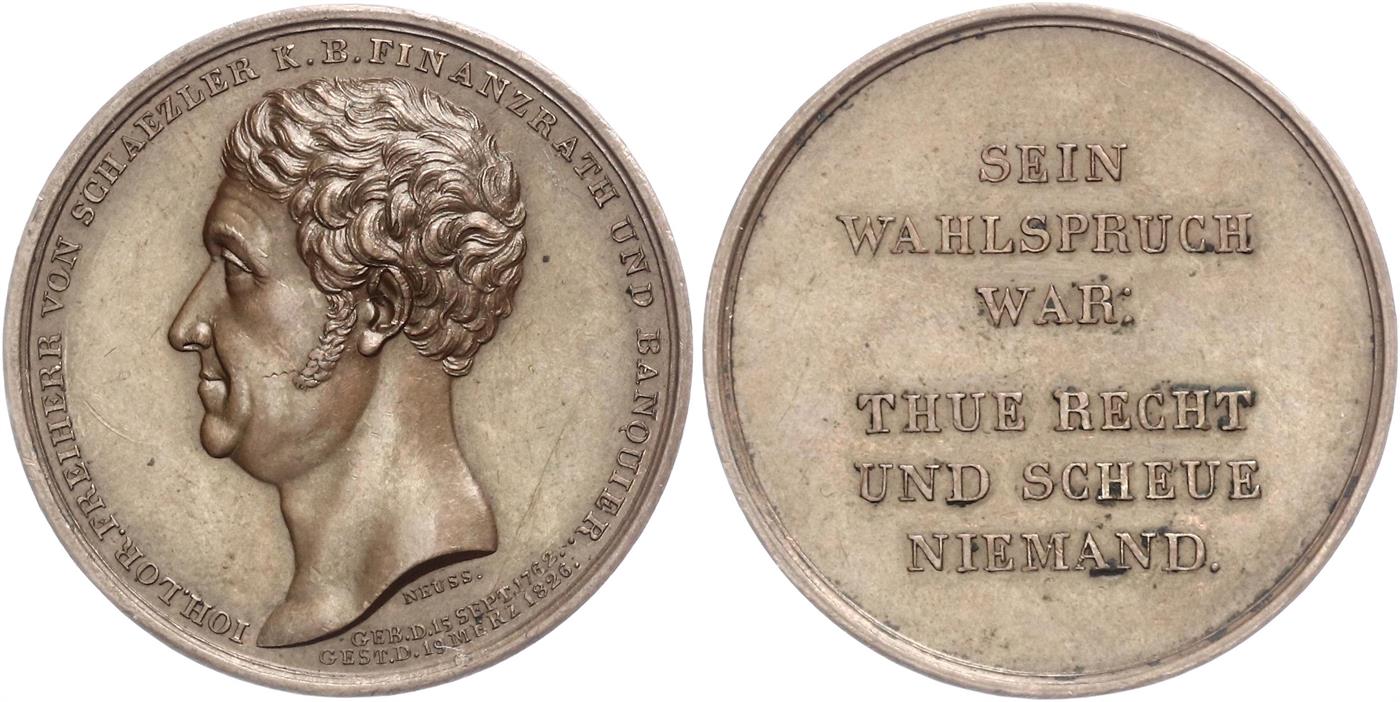 IOH.LOR.FREIHERR VON SCHAEZLER K.B.FINANZRATH UND BANQUIER.
NEUSS.
GEB.D.15 SEPT.1762..
GEST.D.19 MERZ 1826:
SEIN
WAHLSPRUCH
WAR:
THUE RECHT
UND SCHEUE
NIEMAND.